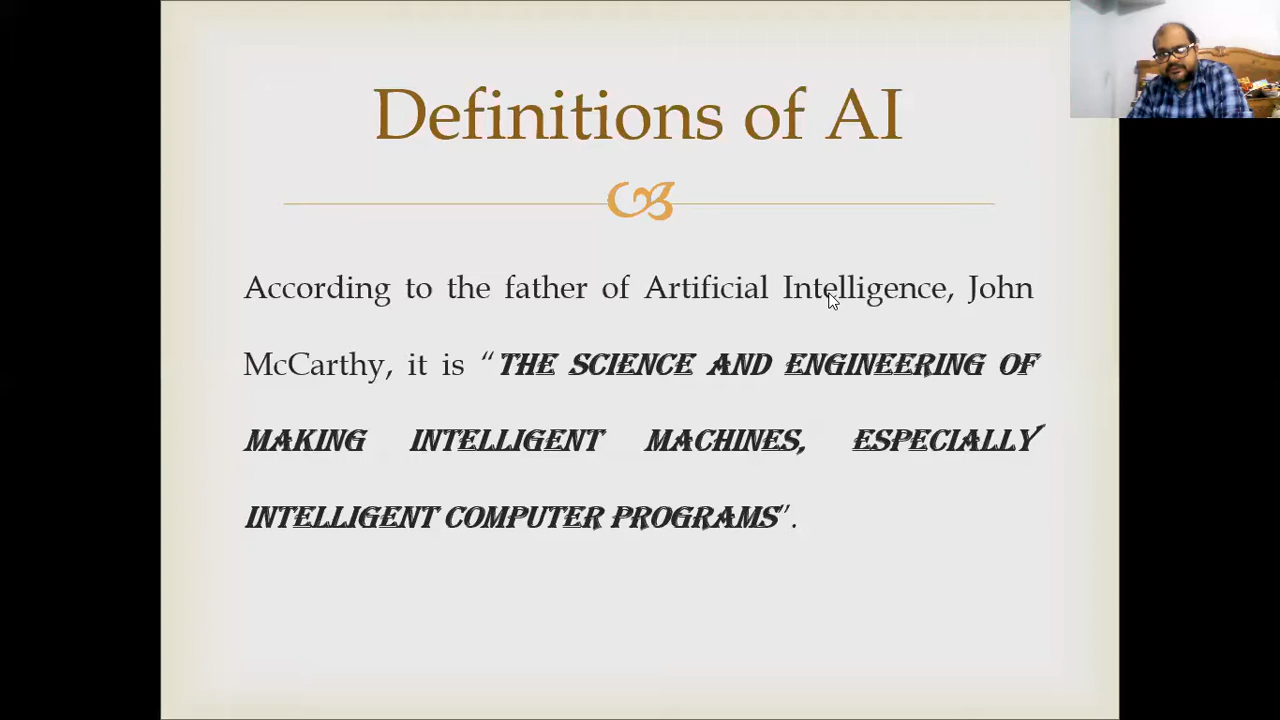 Definitions of AI
According to the father of Artificial Intelligence, John
McCarthy, it is “THE SCIENCE AND ENGINEERING OF
MAKING INTELLIGENT MACHINES, ESPECIALLY
INTELLIGENT COMPUTER PROGRAMS”.